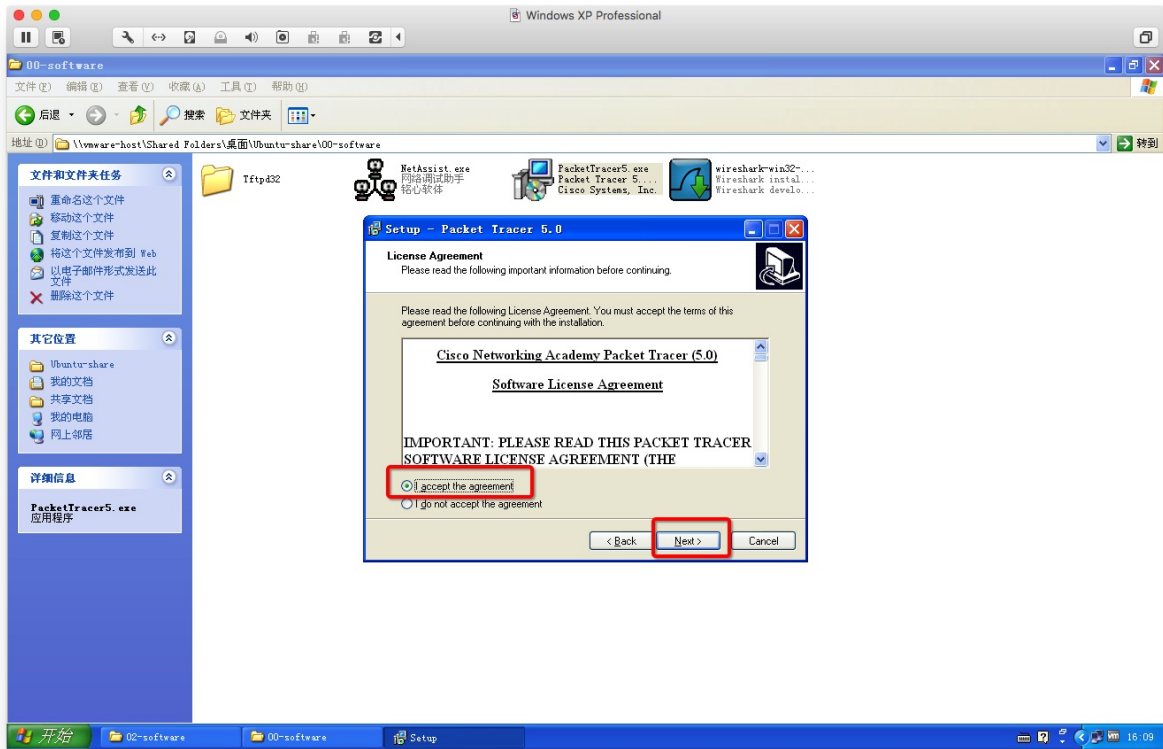 Windows XP Professional
00-software
文件(F) 编辑(E) 查看(V) 收藏(A) 工具(T) 帮助(H)
后退 搜索 文件夹
地址(D) \\vmware-host\Shared Folders\桌面\Ubuntu-share\00-software 转到
文件和文件夹任务
重命名这个文件
移动这个文件
复制这个文件
将这个文件发布到 Web
以电子邮件形式发送此
文件
删除这个文件
其它位置
Ubuntu-share
我的文档
共享文档
我的电脑
网上邻居
详细信息
PacketTracer5.exe
应用程序
Tftpd32
NetAssist.exe
网络调试助手
铭心软件
PacketTracer5.exe
Packet Tracer 5....
Cisco Systems, Inc.
wireshark-win32-...
Wireshark instal...
Wireshark develo...
Setup - Packet Tracer 5.0
License Agreement
Please read the following important information before continuing.
Please read the following License Agreement. You must accept the terms of this
agreement before continuing with the installation.
Cisco Networking Academy Packet Tracer (5.0)
Software License Agreement
IMPORTANT: PLEASE READ THIS PACKET TRACER
SOFTWARE LICENSE AGREEMENT (THE
I accept the agreement
I do not accept the agreement
< Back Next > Cancel
开始 02-software 00-software Setup 16:09